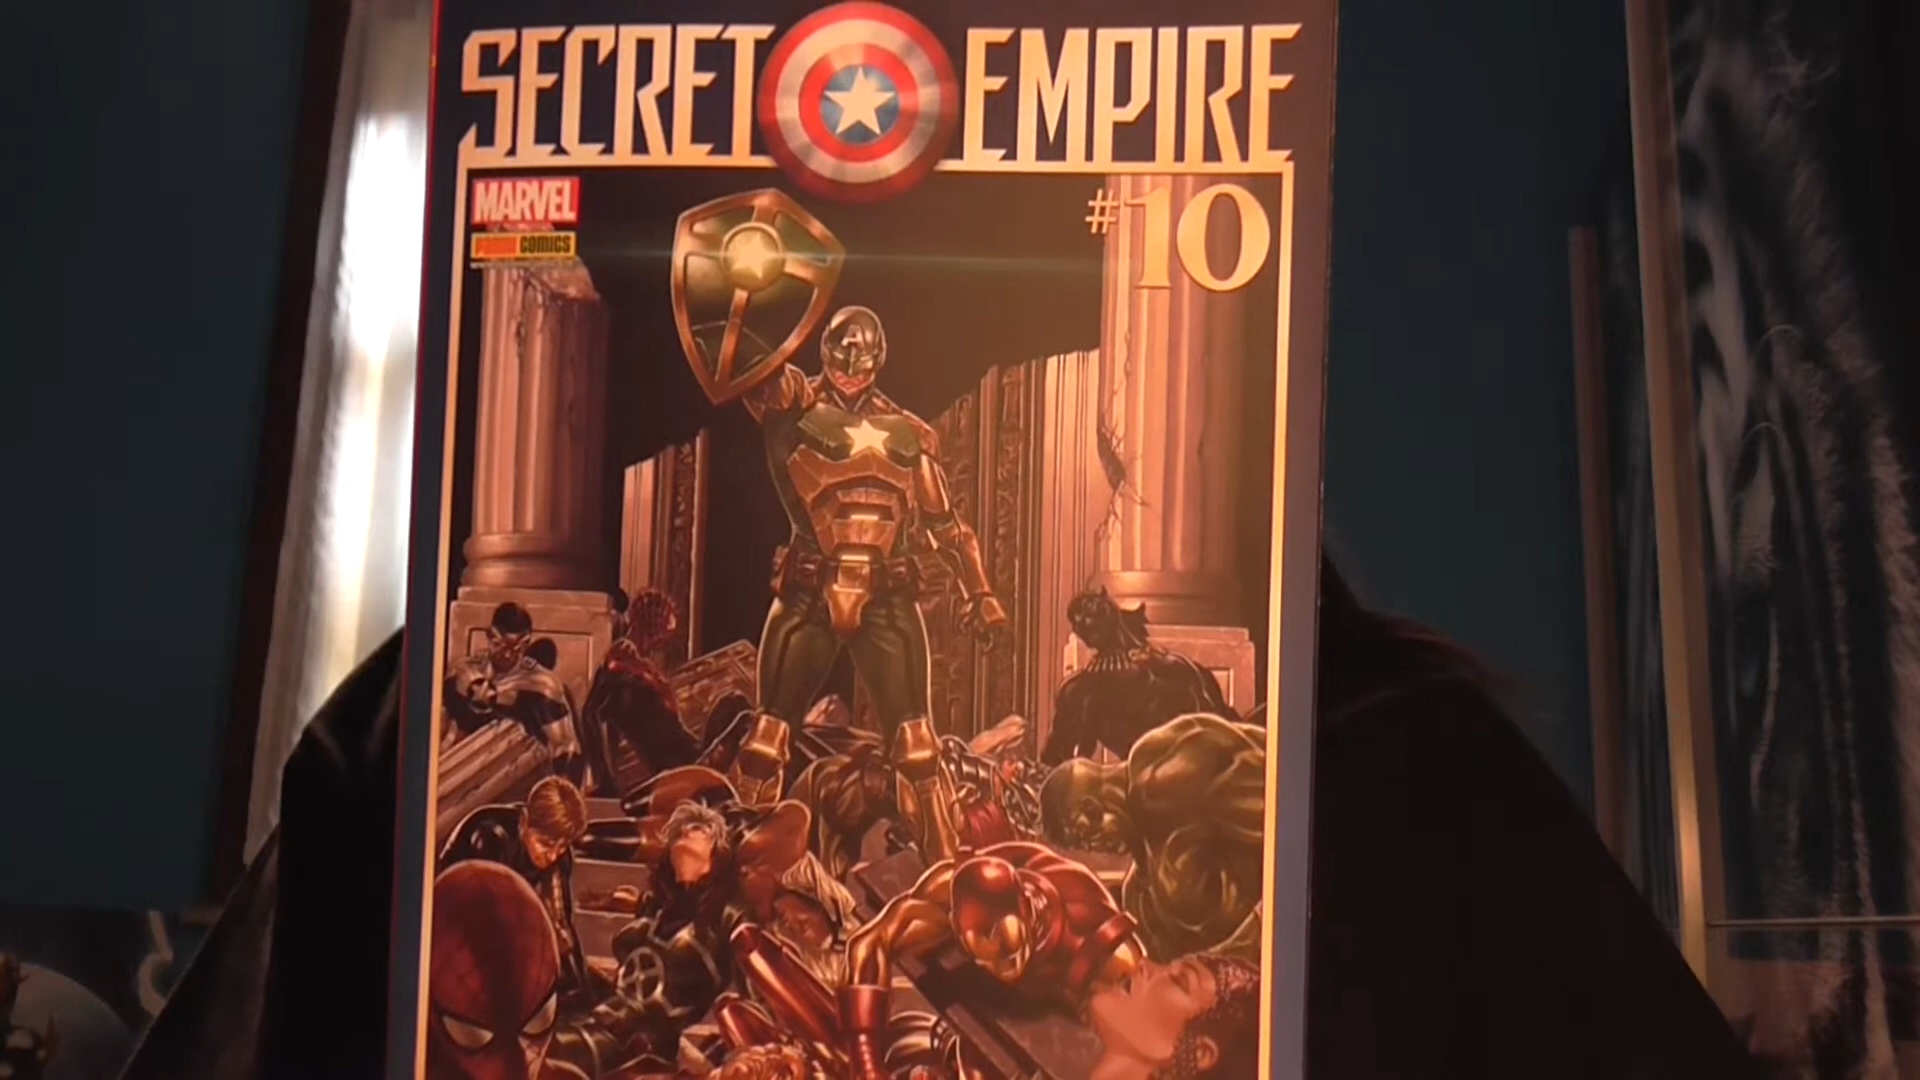 SECRET EMPIRE
MARVEL
#10
PANINI COMICS
A